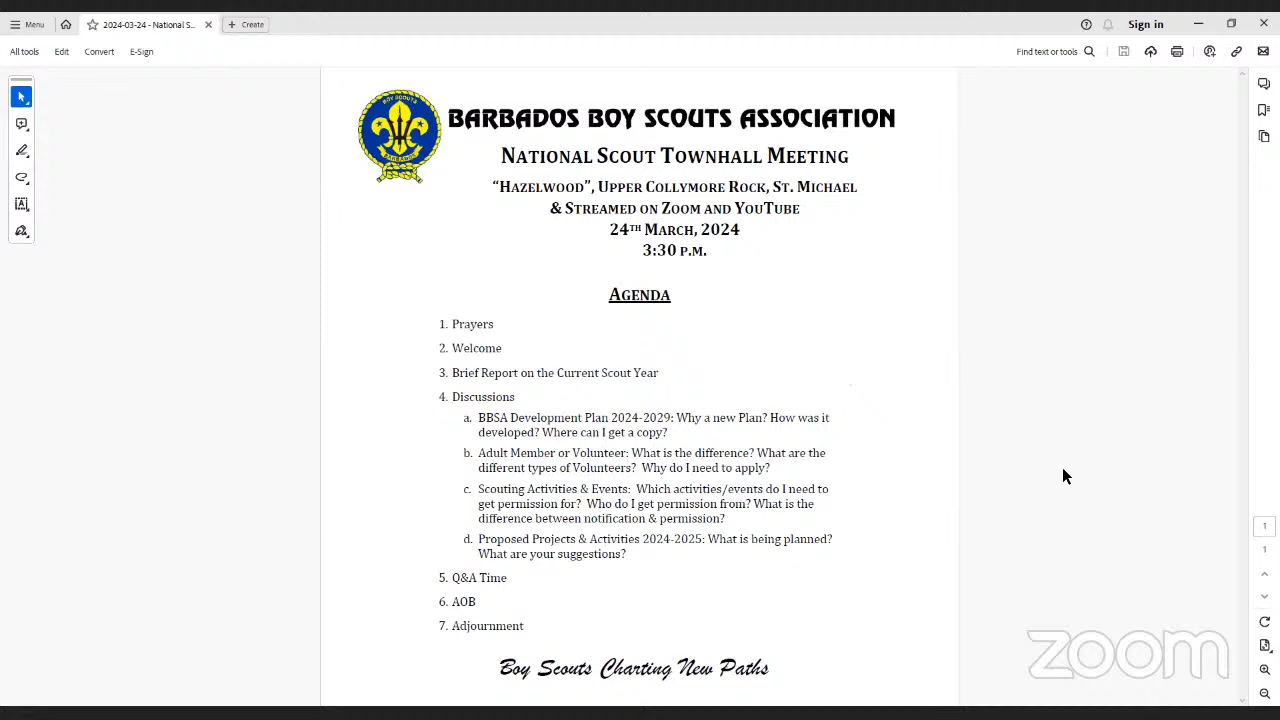 Menu
2024-03-24 - National S...
Create
Sign in
All tools
Edit
Convert
E-Sign
Find text or tools
BOY SCOUTS
BARBADOS
BARBADOS BOY SCOUTS ASSOCIATION
NATIONAL SCOUT TOWNHALL MEETING
“HAZELWOOD”, UPPER COLLYMORE ROCK, ST. MICHAEL
& STREAMED ON ZOOM AND YOUTUBE
24TH MARCH, 2024
3:30 P.M.
AGENDA
1. Prayers
2. Welcome
3. Brief Report on the Current Scout Year
4. Discussions
a. BBSA Development Plan 2024-2029: Why a new Plan? How was it
developed? Where can I get a copy?
b. Adult Member or Volunteer: What is the difference? What are the
different types of Volunteers? Why do I need to apply?
c. Scouting Activities & Events: Which activities/events do I need to
get permission for? Who do I get permission from? What is the
difference between notification & permission?
d. Proposed Projects & Activities 2024-2025: What is being planned?
What are your suggestions?
5. Q&A Time
6. AOB
7. Adjournment
Boy Scouts Charting New Paths
1
1
zoom